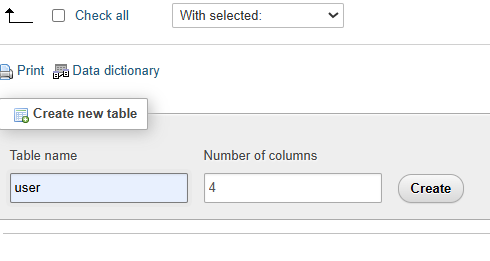 Check all With selected:
Print Data dictionary
Create new table
Table name Number of columns
user 4 Create